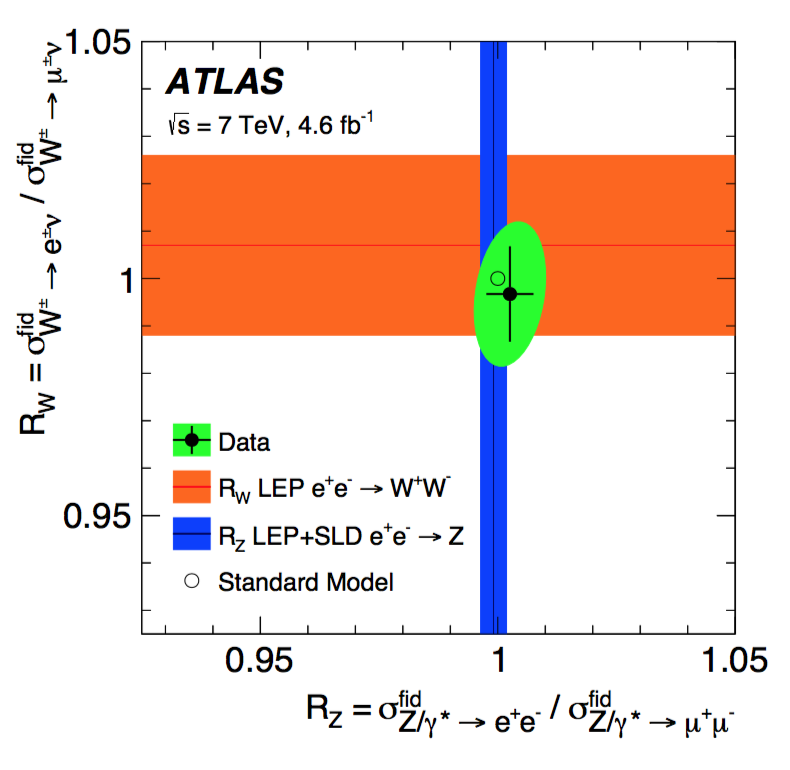 R_W = σ^fid_W± → e±ν / σ^fid_W± → μ±ν
1.05
1
0.95
ATLAS
√s = 7 TeV, 4.6 fb⁻¹
Data
R_W LEP e⁺e⁻ → W⁺W⁻
R_Z LEP+SLD e⁺e⁻ → Z
Standard Model
0.95 1 1.05
R_Z = σ^fid_Z/γ* → e⁺e⁻ / σ^fid_Z/γ* → μ⁺μ⁻